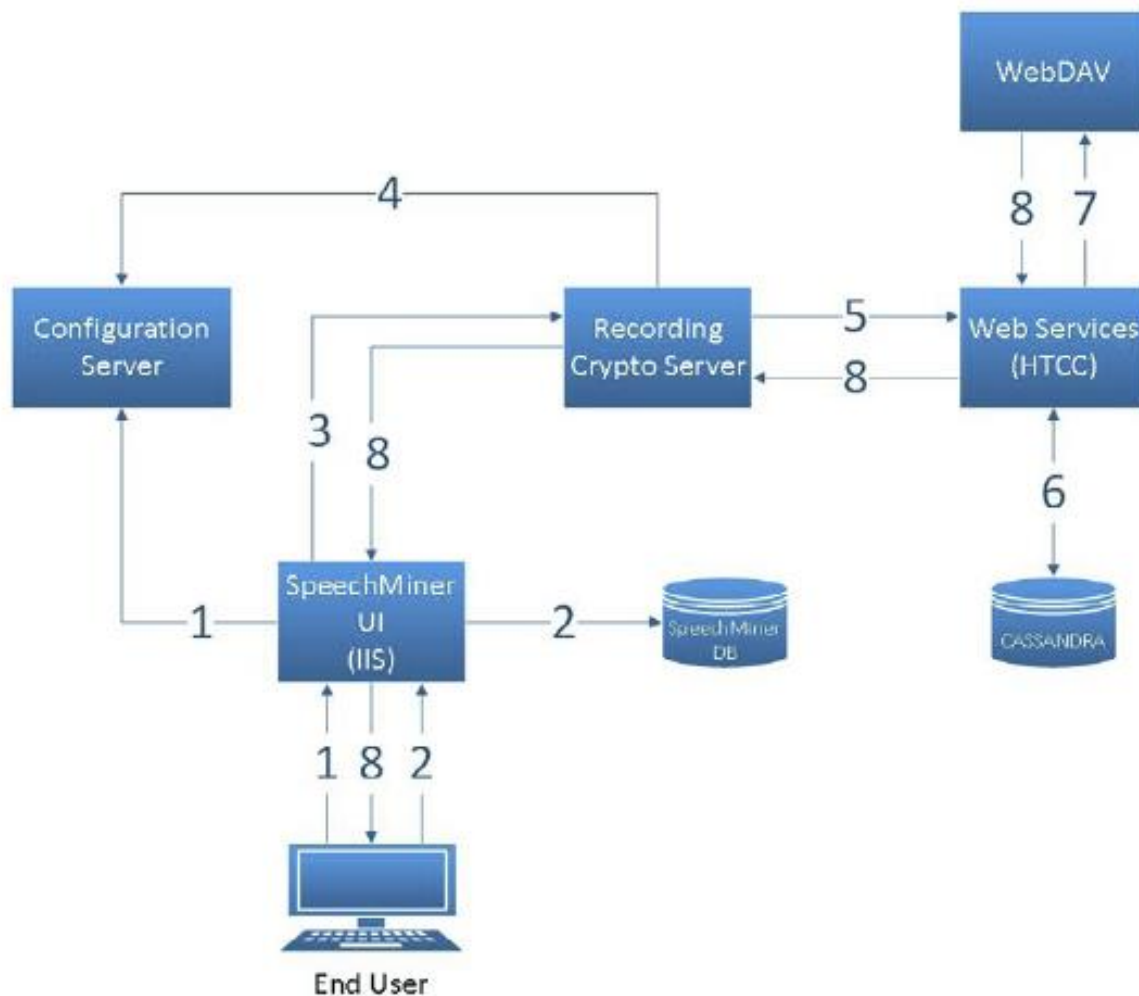 WebDAV
8
7
4
Configuration
Server
Recording
Crypto Server
5
8
Web Services
(HTCC)
3
8
6
SpeechMiner
UI
(IIS)
1
2
SpeechMiner
DB
CASSANDRA
1
8
2
End User